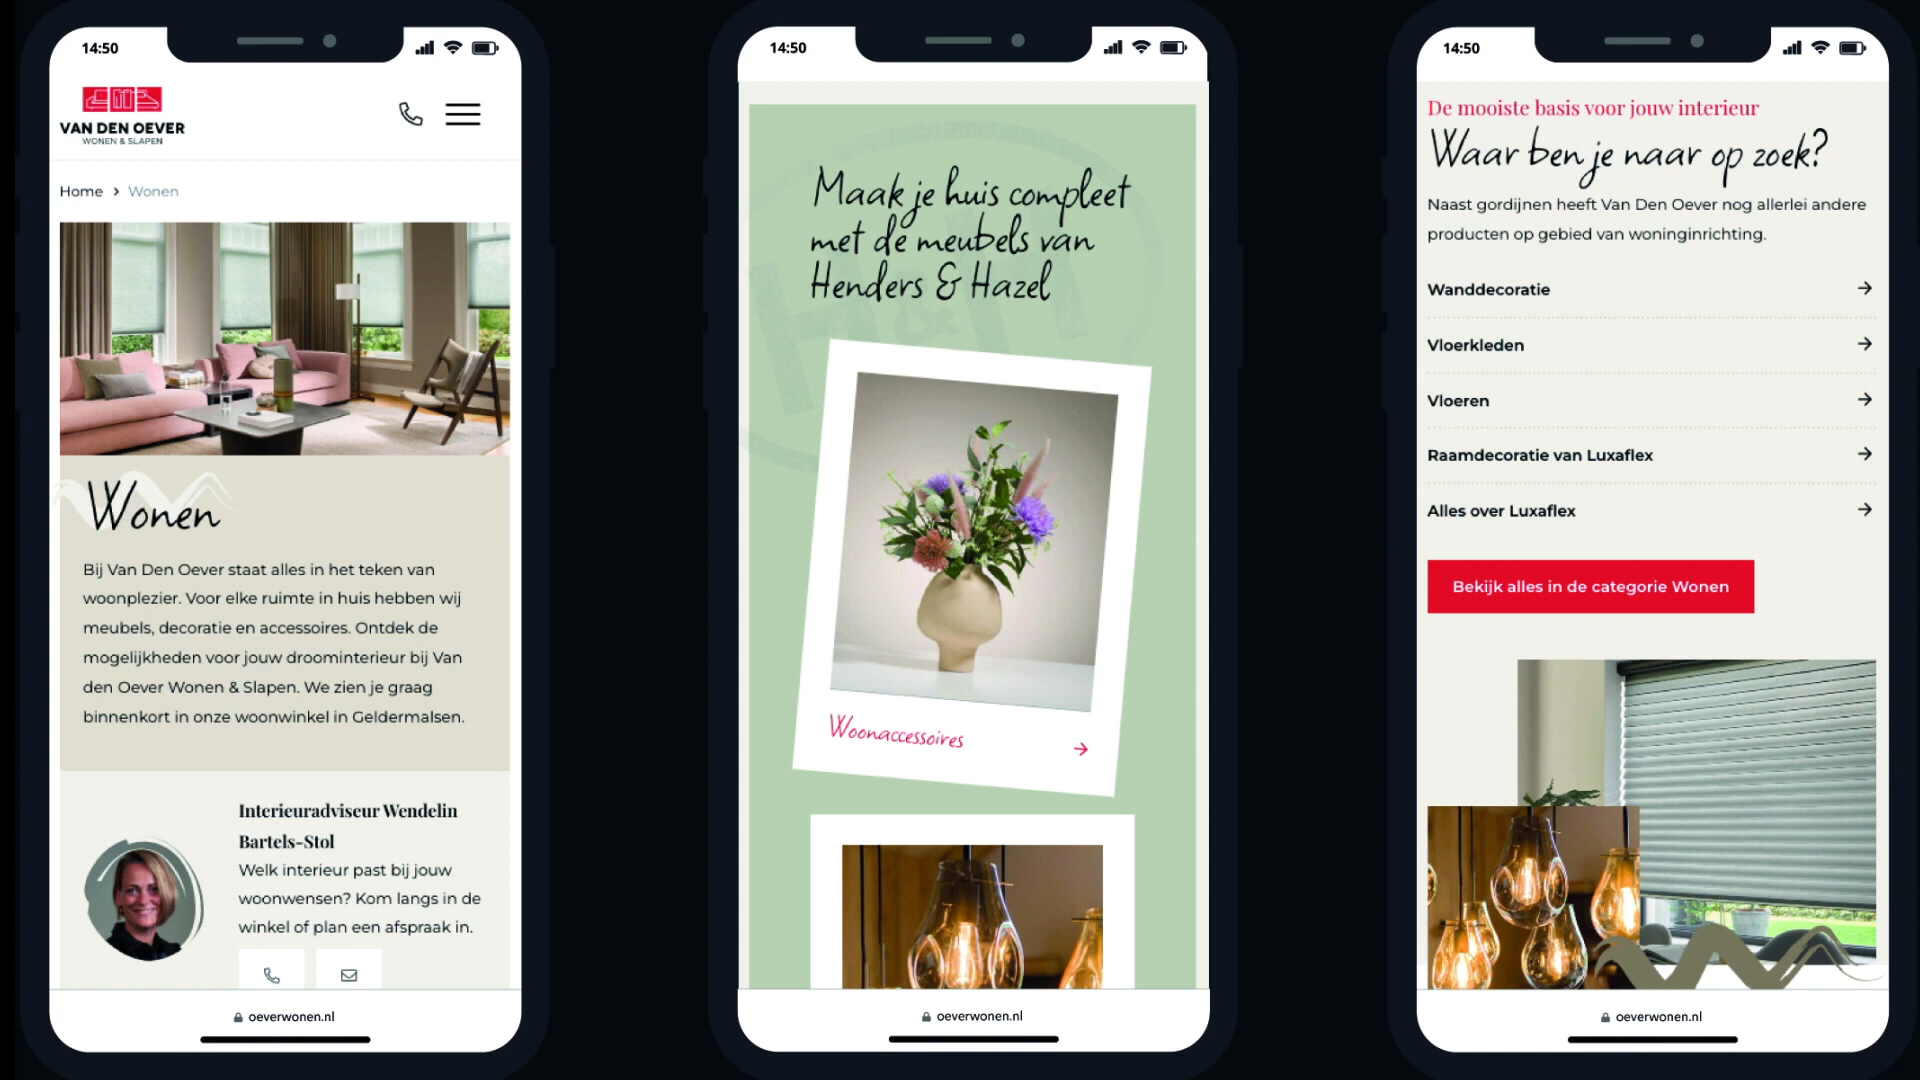 14:50
VAN DEN OEVER
WONEN & SLAPEN
Home > Wonen
Wonen
Bij Van Den Oever staat alles in het teken van
woonplezier. Voor elke ruimte in huis hebben wij
meubels, decoratie en accessoires. Ontdek de
mogelijkheden voor jouw droominterieur bij Van
den Oever Wonen & Slapen. We zien je graag
binnenkort in onze woonwinkel in Geldermalsen.
Interieuradviseur Wendelin
Bartels-Stol
Welk interieur past bij jouw
woonwensen? Kom langs in de
winkel of plan een afspraak in.
oeverwonen.nl
14:50
H&H
Maak je huis compleet
met de meubels van
Henders & Hazel
Woonaccessoires
oeverwonen.nl
14:50
De mooiste basis voor jouw interieur
Waar ben je naar op zoek?
Naast gordijnen heeft Van Den Oever nog allerlei andere
producten op gebied van woninginrichting.
Wanddecoratie
Vloerkleden
Vloeren
Raamdecoratie van Luxaflex
Alles over Luxaflex
Bekijk alles in de categorie Wonen
oeverwonen.nl